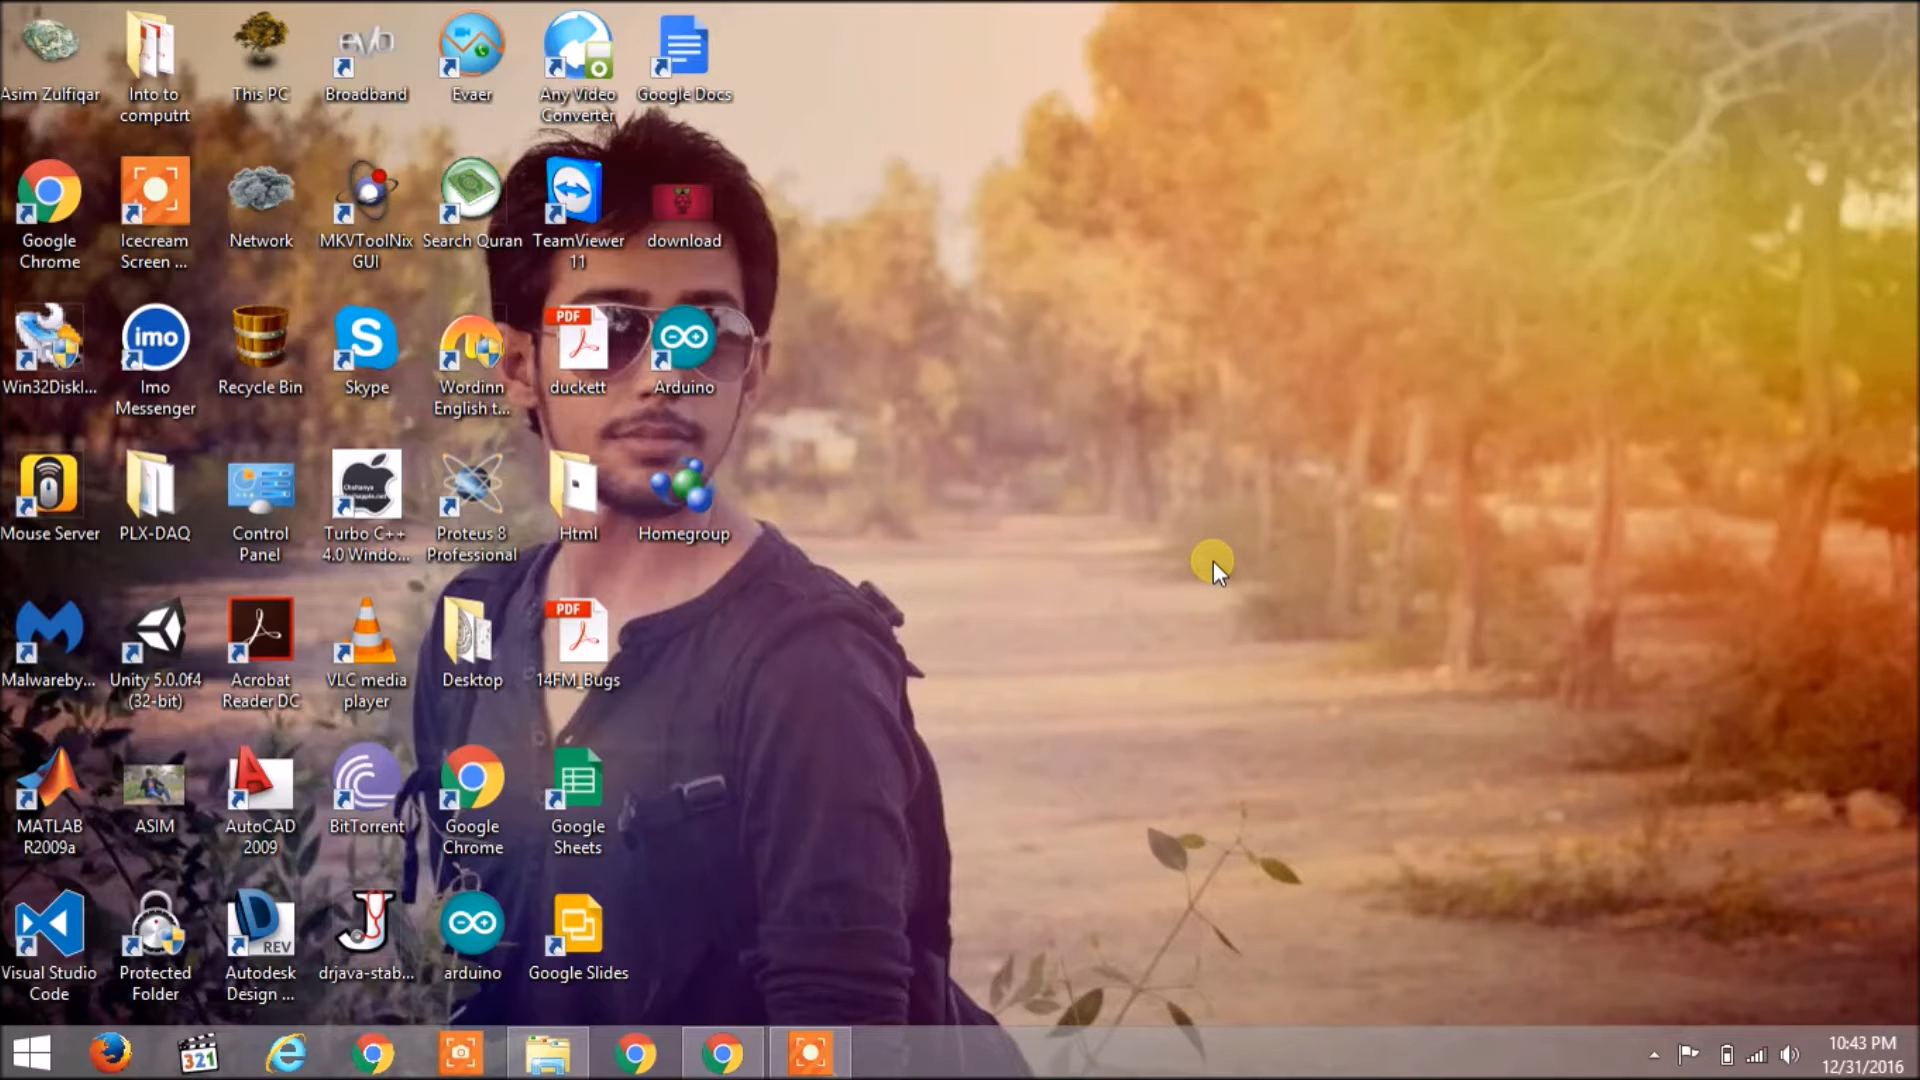 Asim Zulfiqar
Into to
computrt
This PC
evo
Broadband
Evaer
Any Video
Converter
Google Docs
Google
Chrome
Icecream
Screen ...
Network
MKVToolNix
GUI
Search Quran
TeamViewer
11
download
Win32DiskI...
imo
Imo
Messenger
Recycle Bin
S
Skype
Wordinn
English t...
PDF
duckett
Arduino
Mouse Server
PLX-DAQ
Control
Panel
Turbo C++
4.0 Windo...
Proteus 8
Professional
Html
Homegroup
Malwareby...
Unity 5.0.0f4
(32-bit)
Acrobat
Reader DC
VLC media
player
Desktop
PDF
14FM_Bugs
MATLAB
R2009a
ASIM
AutoCAD
2009
BitTorrent
Google
Chrome
Google
Sheets
Visual Studio
Code
Protected
Folder
REV
Autodesk
Design ...
drjava-stab...
arduino
Google Slides
321
10:43 PM
12/31/2016